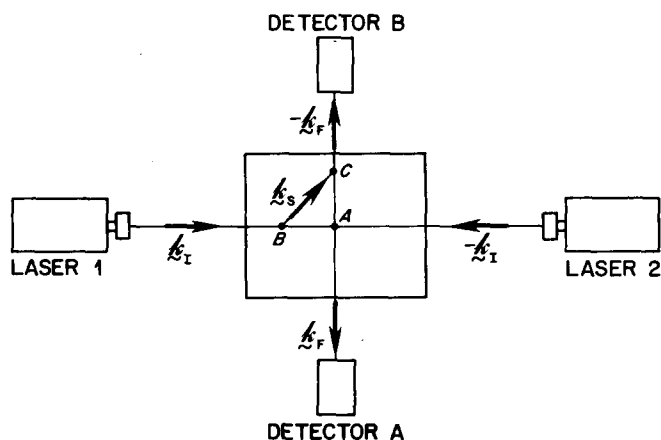 DETECTOR B
-k_F
C
k_S
B
A
k_I
-k_I
LASER 1
LASER 2
k_F
DETECTOR A